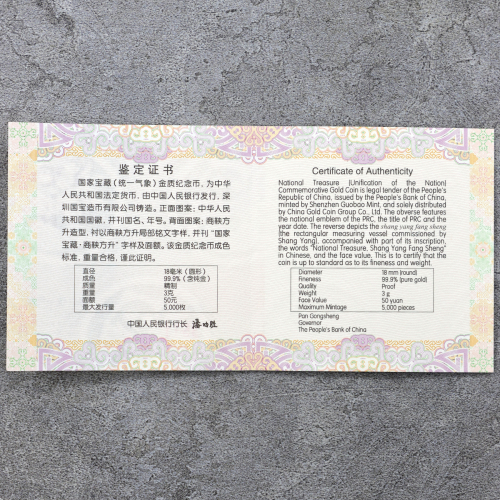 鉴定证书
国家宝藏（统一气象）金质纪念币，为中华
人民共和国法定货币，由中国人民银行发行，深
圳国宝造币有限公司铸造。正面图案：中华人民
共和国国徽，并刊国名、年号。背面图案：商鞅方
升造型，衬以商鞅方升局部铭文字样，并刊“国家
宝藏·商鞅方升”字样及面额。该金质纪念币成色
标准，重量合格，谨此证明。
直径 18毫米（圆形）
成色 99.9%（含纯金）
质量 精制
重量 3克
面额 50元
最大发行量 5,000枚
中国人民银行行长 潘功胜
Certificate of Authenticity
National Treasure (Unification of the Nation)
Commemorative Gold Coin is legal tender of the People's
Republic of China, issued by the People's Bank of China,
minted by Shenzhen Guobao Mint, and solely distributed
by China Gold Coin Group Co., Ltd. The obverse features
the national emblem of the PRC, the title of PRC and the
year date. The reverse depicts the shang yang fang sheng
(the rectangular measuring vessel commissioned by
Shang Yang), accompanied with part of its inscription,
the words "National Treasure, Shang Yang Fang Sheng"
in Chinese, and the face value. This is to certify that the
coin is up to standard as to its fineness and weight.
Diameter 18 mm (round)
Fineness 99.9% (pure gold)
Quality Proof
Weight 3 g
Face Value 50 yuan
Maximum Mintage 5,000 pieces
Pan Gongsheng
Governor
The People's Bank of China